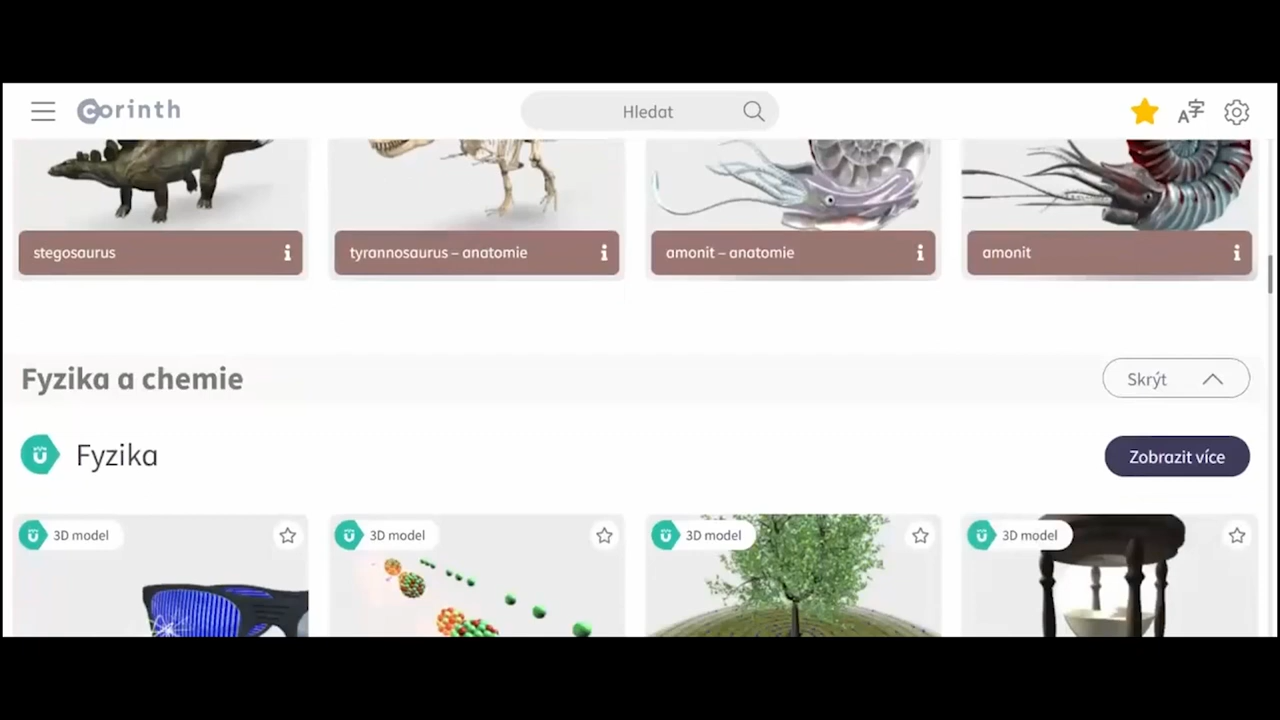 corinth
Hledat
stegosaurus
tyrannosaurus – anatomie
amonit – anatomie
amonit
Fyzika a chemie
Skrýt
Fyzika
Zobrazit více
3D model
3D model
3D model
3D model